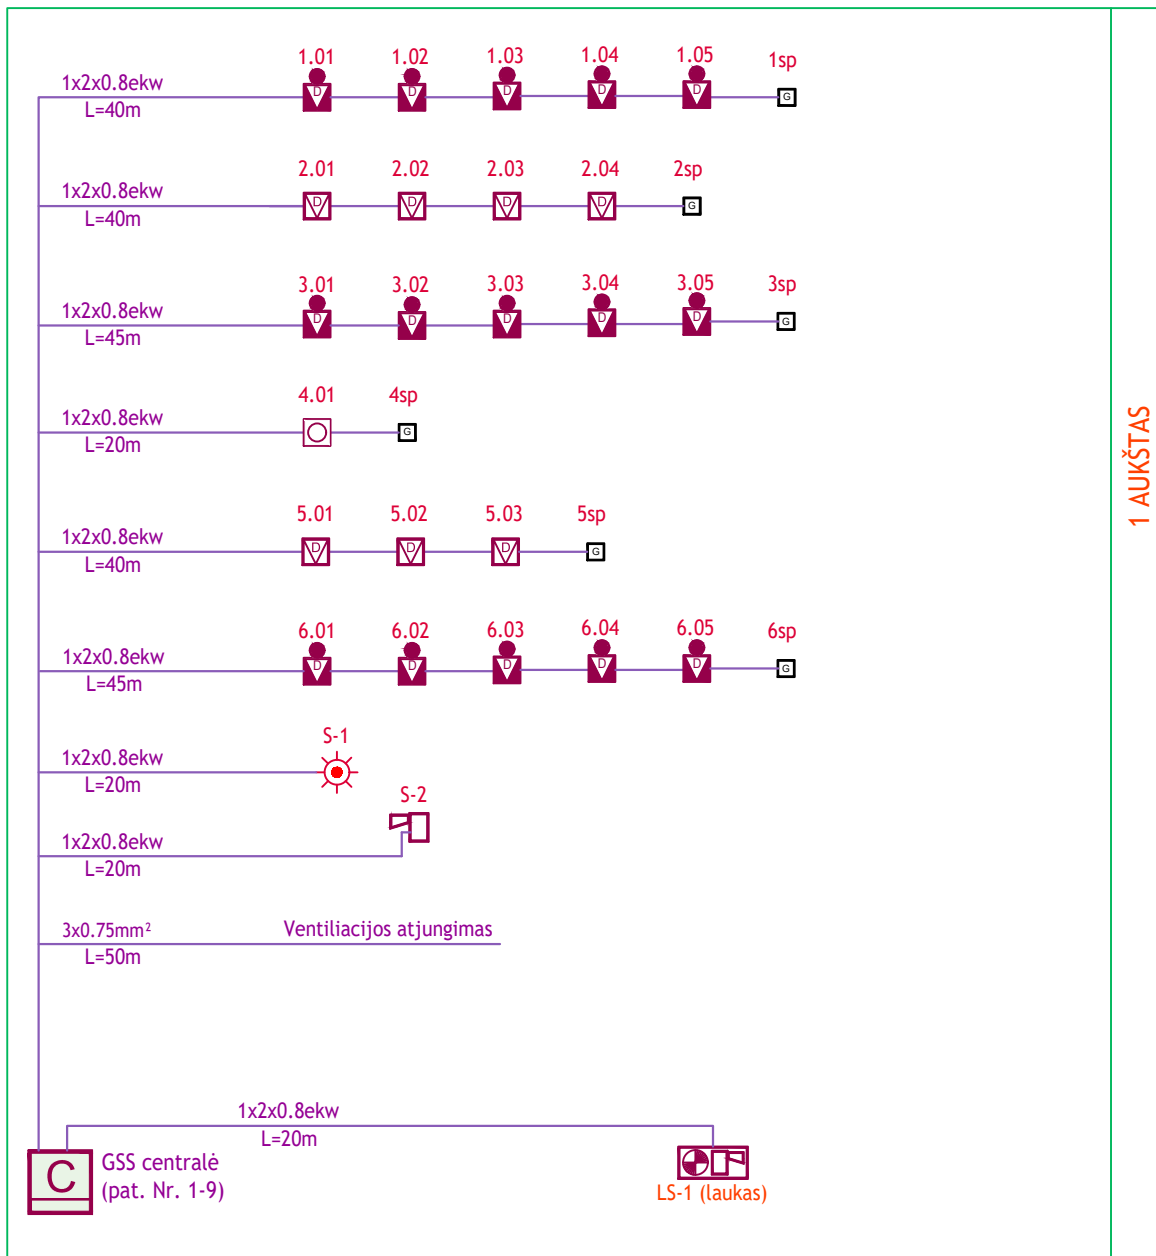 1.01 1.02 1.03 1.04 1.05 1sp
1x2x0.8ekw
D D D D D G
L=40m
2.01 2.02 2.03 2.04 2sp
1x2x0.8ekw
D D D D G
L=40m
3.01 3.02 3.03 3.04 3.05 3sp
1x2x0.8ekw
D D D D D G
L=45m
4.01 4sp
1x2x0.8ekw
G
L=20m
5.01 5.02 5.03 5sp
1x2x0.8ekw
D D D G
L=40m
6.01 6.02 6.03 6.04 6.05 6sp
1x2x0.8ekw
D D D D D G
L=45m
S-1
1x2x0.8ekw
L=20m
S-2
1x2x0.8ekw
L=20m
3x0.75mm² Ventiliacijos atjungimas
L=50m
1x2x0.8ekw
L=20m
C
GSS centralė
(pat. Nr. 1-9)
LS-1 (laukas)
1 AUKŠTAS